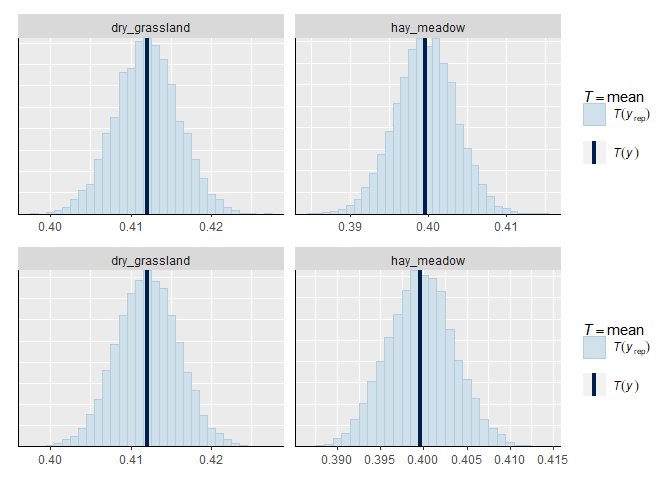 dry_grassland
hay_meadow
0.40 0.41 0.42
0.39 0.40 0.41
T = mean
T(yrep)
T(y)
dry_grassland
hay_meadow
0.40 0.41 0.42
0.390 0.395 0.400 0.405 0.410 0.415
T = mean
T(yrep)
T(y)